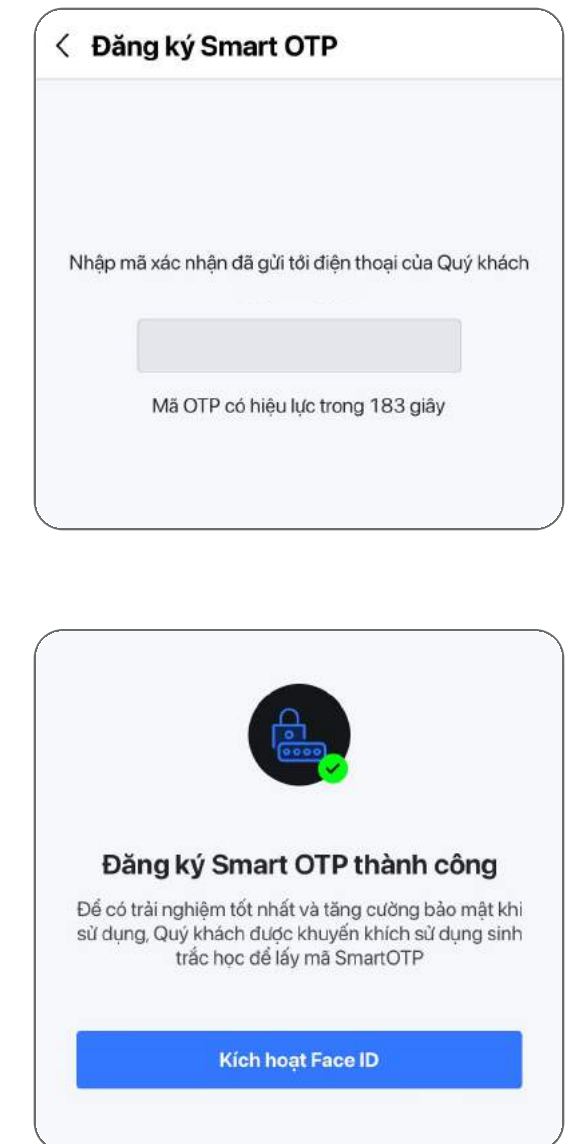 Đăng ký Smart OTP
Nhập mã xác nhận đã gửi tới điện thoại của Quý khách
Mã OTP có hiệu lực trong 183 giây
Đăng ký Smart OTP thành công
Để có trải nghiệm tốt nhất và tăng cường bảo mật khi
sử dụng, Quý khách được khuyến khích sử dụng sinh
trắc học để lấy mã SmartOTP
Kích hoạt Face ID